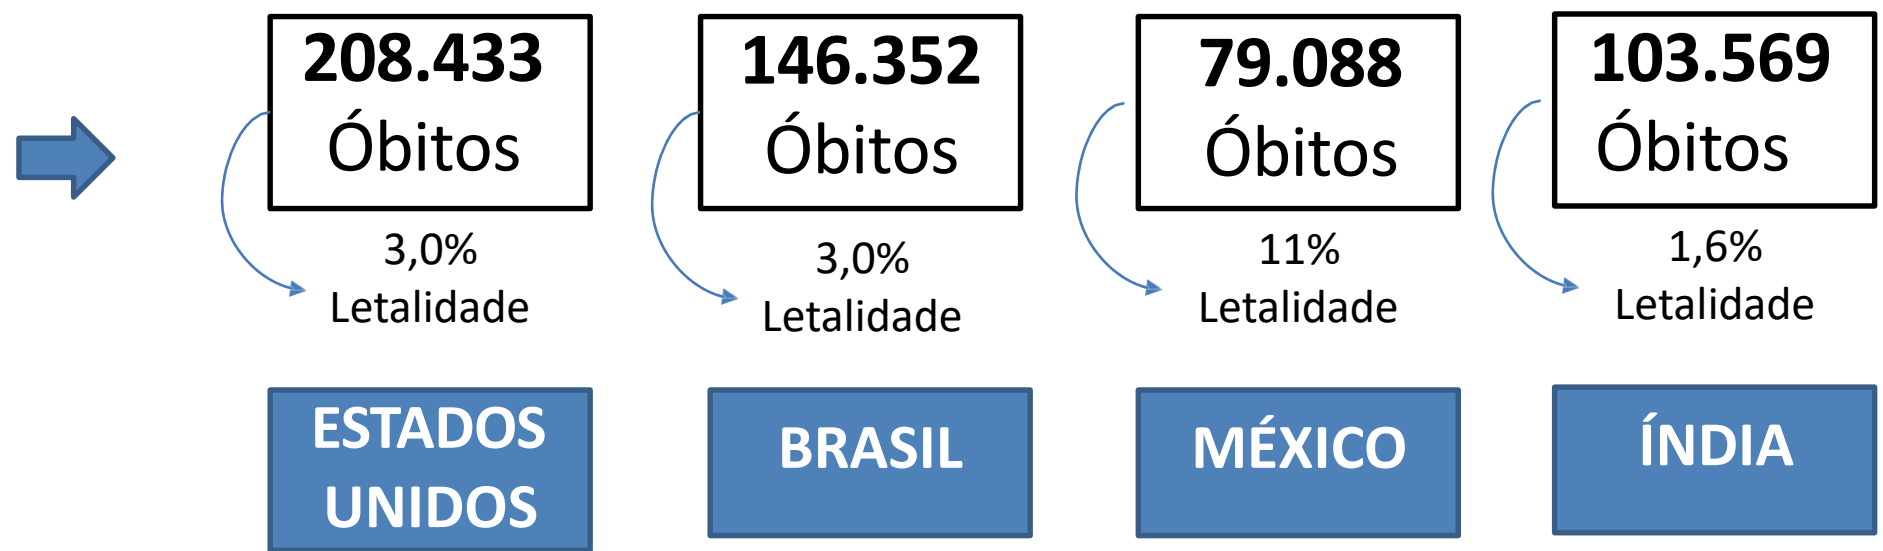 208.433
Óbitos
3,0%
Letalidade
ESTADOS
UNIDOS
146.352
Óbitos
3,0%
Letalidade
BRASIL
79.088
Óbitos
11%
Letalidade
MÉXICO
103.569
Óbitos
1,6%
Letalidade
ÍNDIA